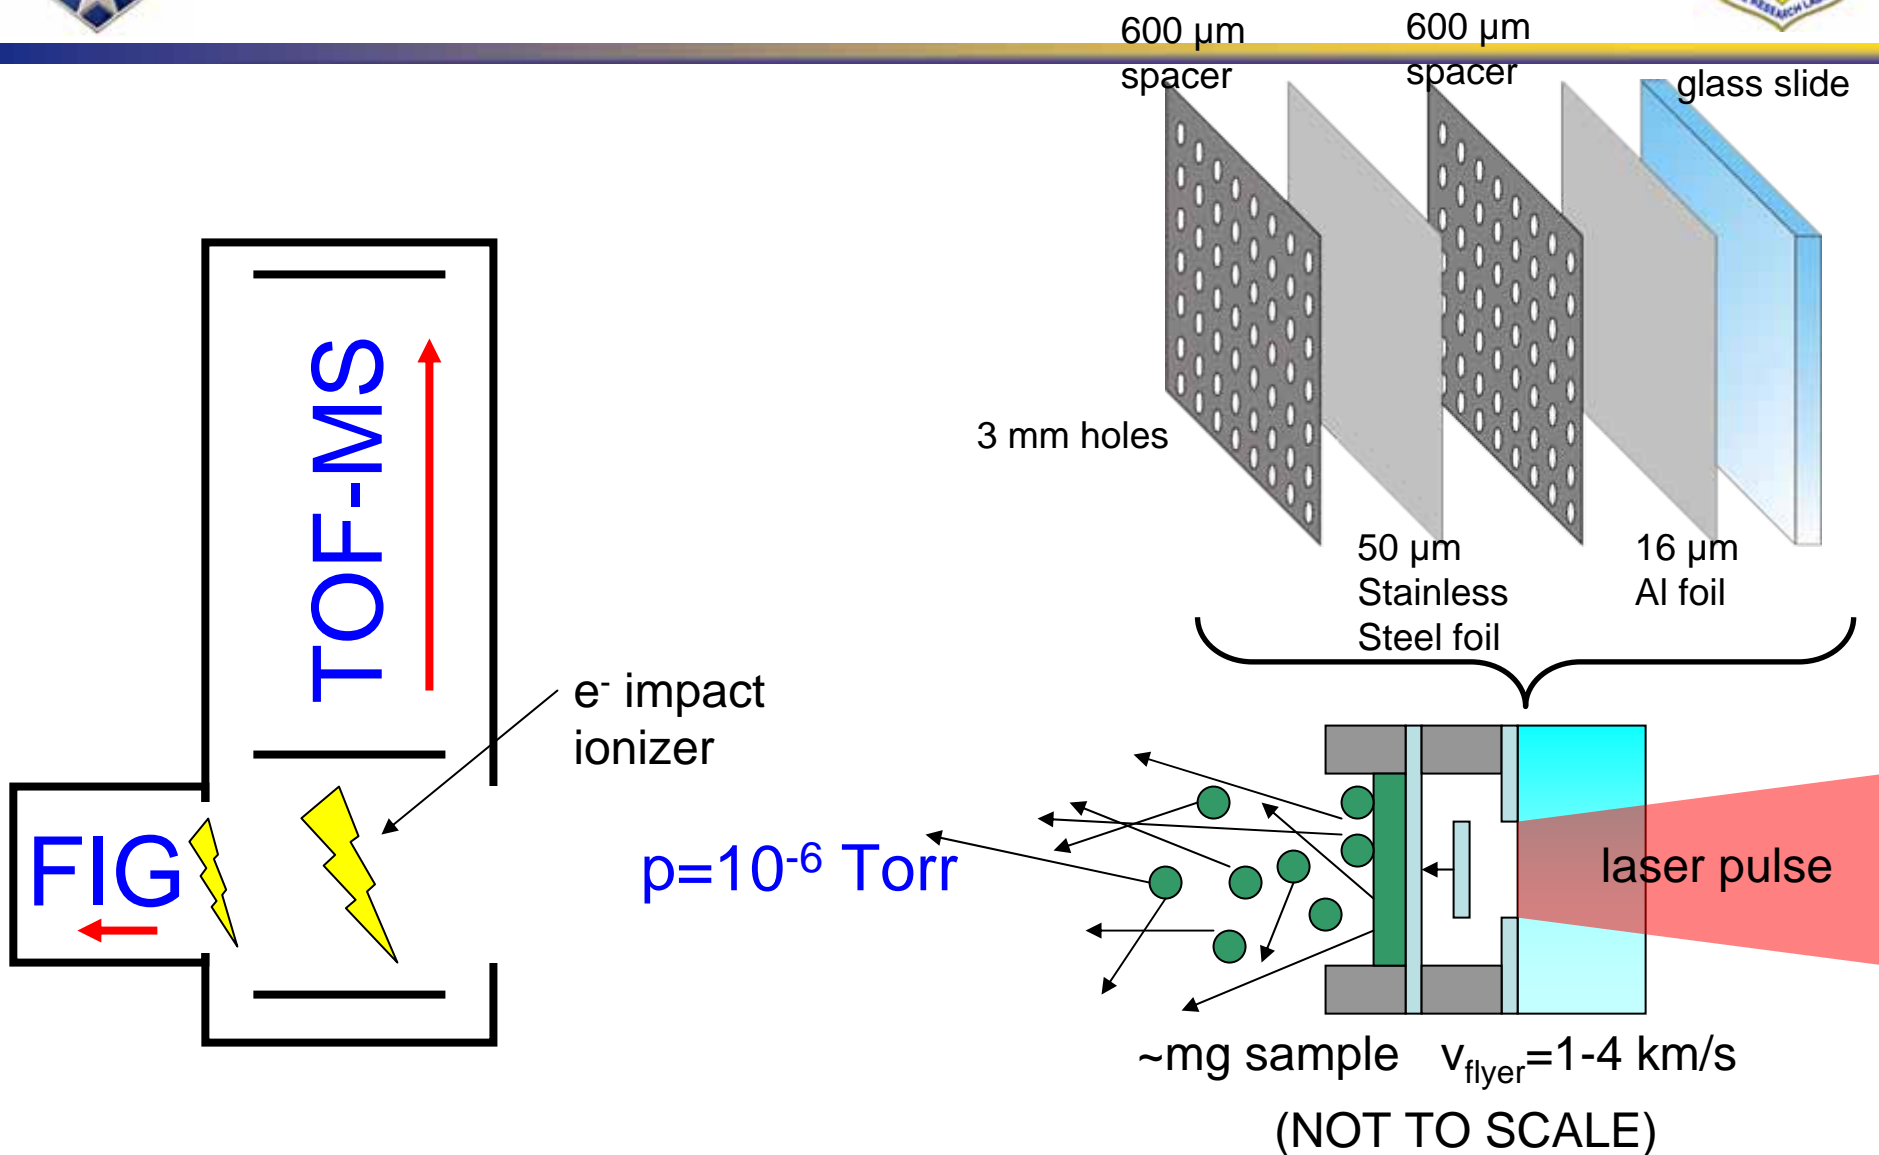 RESEARCH LAB
600 µm
spacer
600 µm
spacer
glass slide
3 mm holes
50 µm
Stainless
Steel foil
16 µm
Al foil
TOF-MS
e- impact
ionizer
FIG
p=10-6 Torr
laser pulse
~mg sample vflyer=1-4 km/s
(NOT TO SCALE)